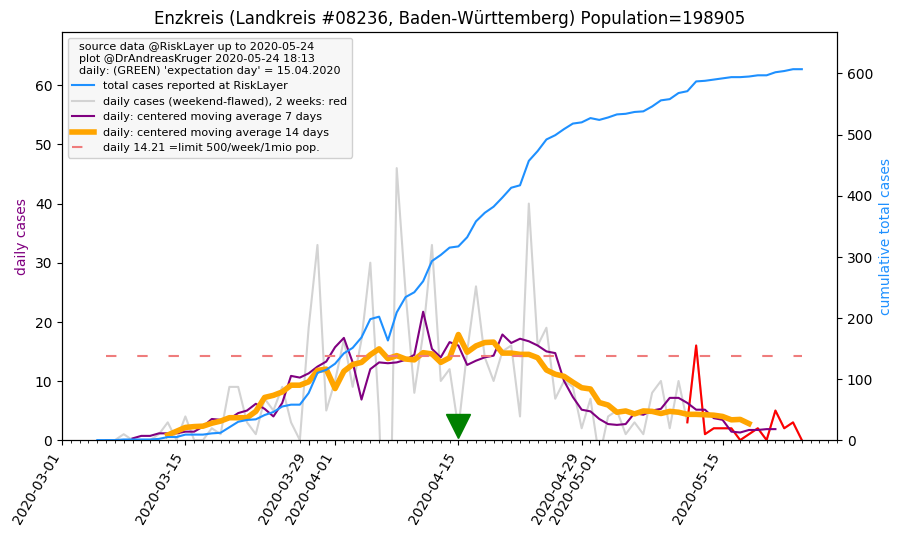 Enzkreis (Landkreis #08236, Baden-Württemberg) Population=198905
source data @RiskLayer up to 2020-05-24
plot @DrAndreasKruger 2020-05-24 18:13
daily: (GREEN) 'expectation day' = 15.04.2020
total cases reported at RiskLayer
daily cases (weekend-flawed), 2 weeks: red
daily: centered moving average 7 days
daily: centered moving average 14 days
daily 14.21 =limit 500/week/1mio pop.
daily cases
60
50
40
30
20
10
0
cumulative total cases
600
500
400
300
200
100
0
2020-03-01
2020-03-15
2020-03-29
2020-04-01
2020-04-15
2020-04-29
2020-05-01
2020-05-15